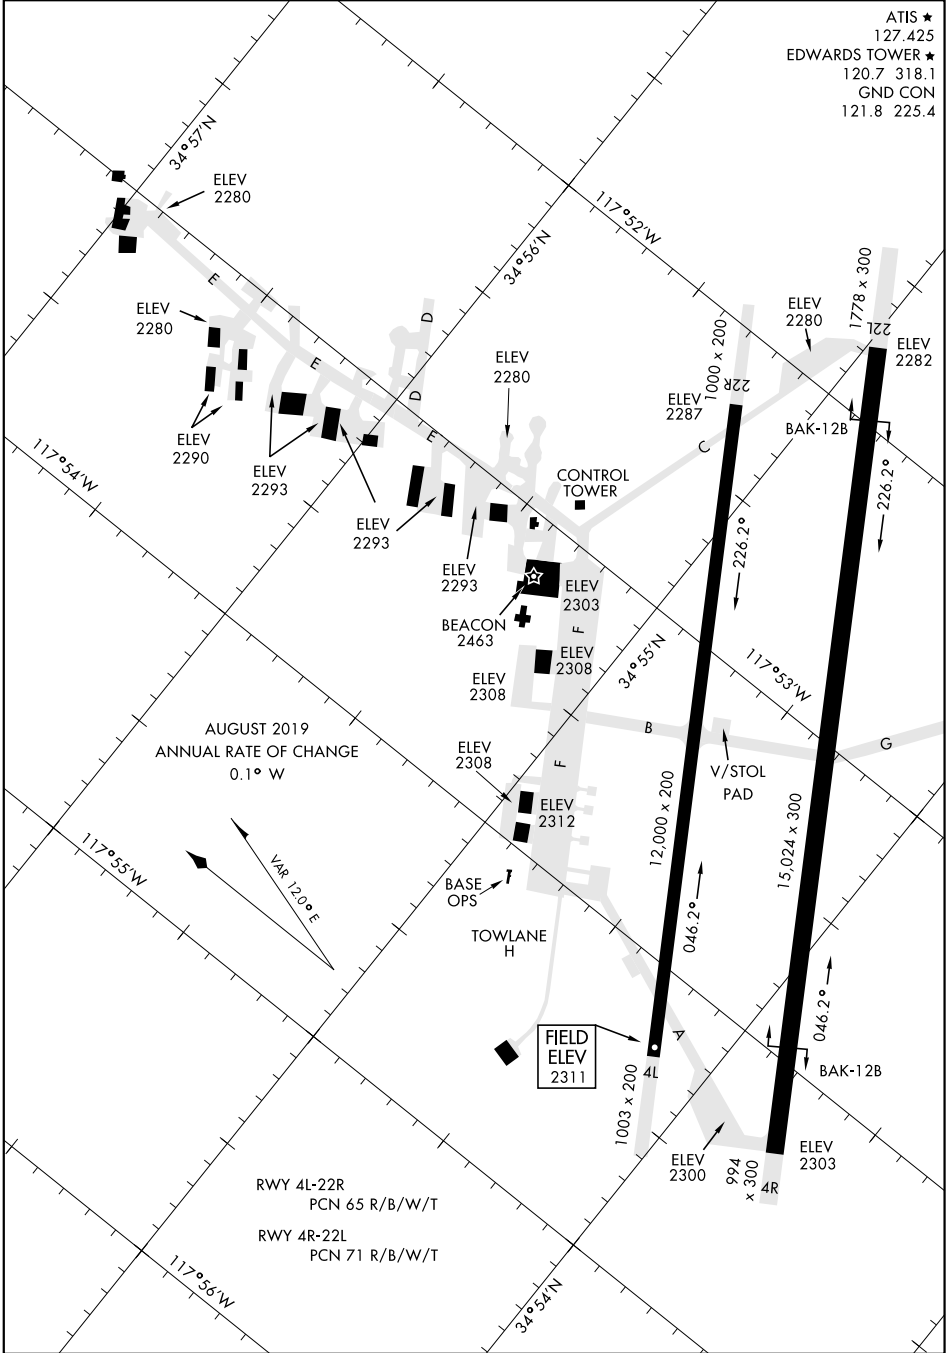 ATIS ★
127.425
EDWARDS TOWER ★
120.7 318.1
GND CON
121.8 225.4
34°57'N
ELEV
2280
117°52'W
34°56'N
E
ELEV
2280
D
E
D
ELEV
2280
E
1000 x 200
22R
ELEV
2287
ELEV
2280
1778 x 300
22L
ELEV
2282
BAK-12B
C
226.2°
226.2°
117°54'W
ELEV
2290
ELEV
2293
ELEV
2293
ELEV
2293
CONTROL
TOWER
BEACON
2463
ELEV
2303
F
ELEV
2308
ELEV
2308
34°55'N
117°53'W
AUGUST 2019
ANNUAL RATE OF CHANGE
0.1° W
B
G
V/STOL
PAD
ELEV
2308
F
ELEV
2312
12,000 x 200
15,024 x 300
117°55'W
VAR 12.0° E
BASE
OPS
TOWLANE
H
046.2°
046.2°
FIELD
ELEV
2311
A
4L
1003 x 200
BAK-12B
ELEV
2300
994
x 300
4R
ELEV
2303
RWY 4L-22R
PCN 65 R/B/W/T
RWY 4R-22L
PCN 71 R/B/W/T
117°56'W
34°54'N